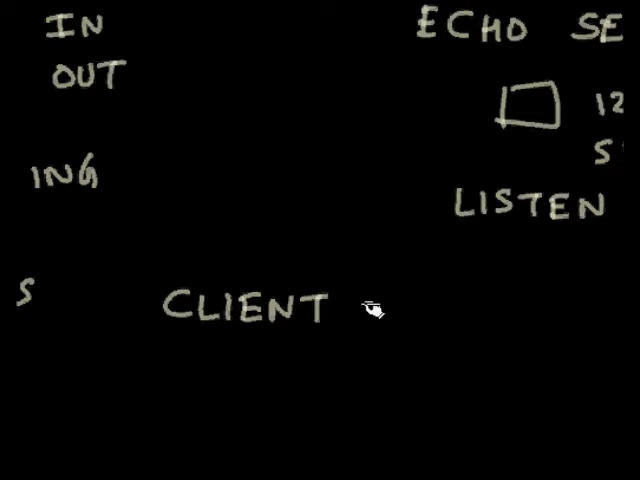 IN
OUT
ING
S
CLIENT
ECHO SE
12
S
LISTEN